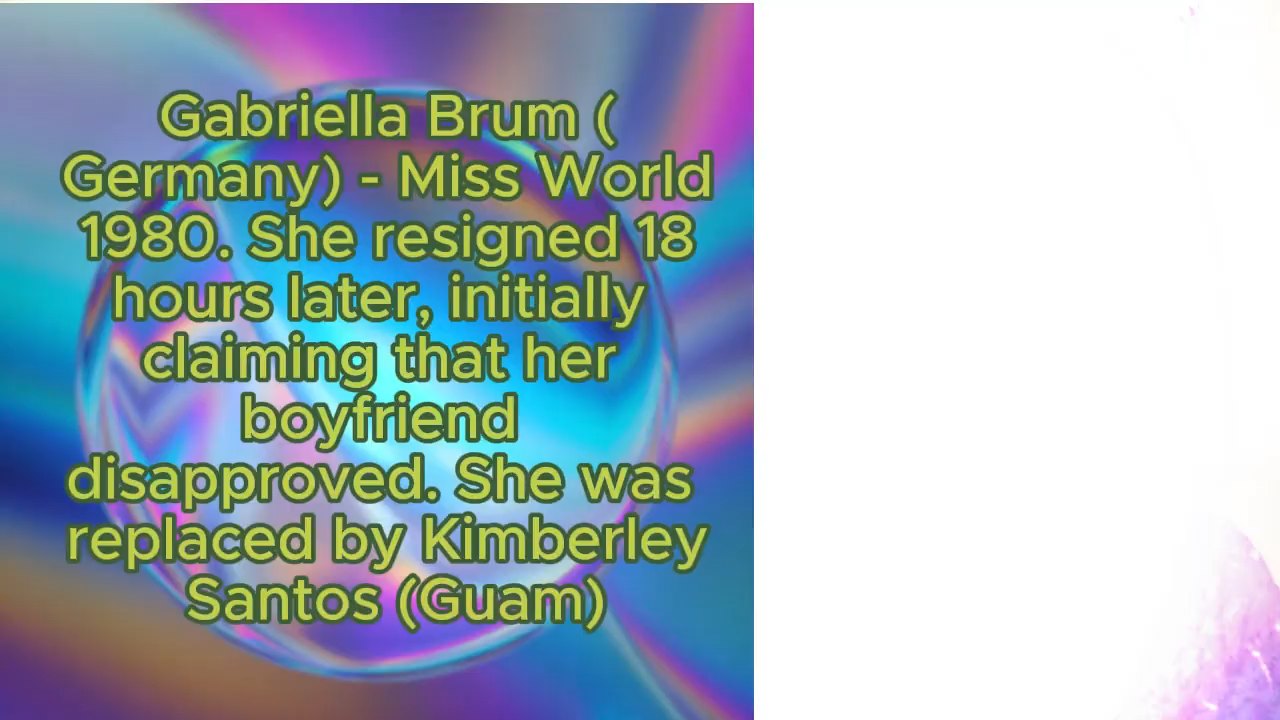 Gabriella Brum (
Germany) - Miss World
1980. She resigned 18
hours later, initially
claiming that her
boyfriend
disapproved. She was
replaced by Kimberley
Santos (Guam)